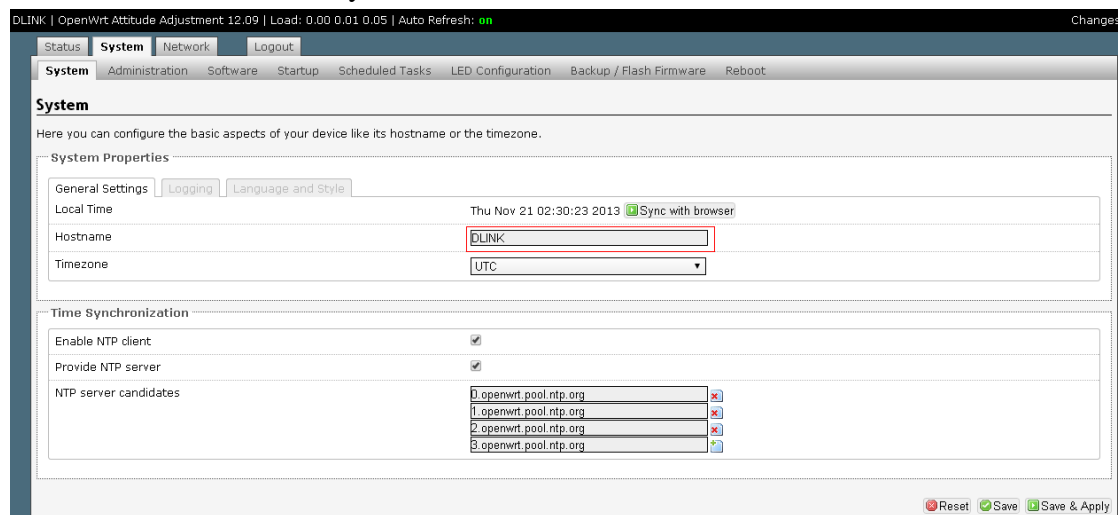 DLINK | OpenWrt Attitude Adjustment 12.09 | Load: 0.00 0.01 0.05 | Auto Refresh: on Changes
Status System Network Logout
System Administration Software Startup Scheduled Tasks LED Configuration Backup / Flash Firmware Reboot
System
Here you can configure the basic aspects of your device like its hostname or the timezone.
System Properties
General Settings Logging Language and Style
Local Time Thu Nov 21 02:30:23 2013 Sync with browser
Hostname DLINK
Timezone UTC
Time Synchronization
Enable NTP client
Provide NTP server
NTP server candidates 0.openwrt.pool.ntp.org
1.openwrt.pool.ntp.org
2.openwrt.pool.ntp.org
3.openwrt.pool.ntp.org
Reset Save Save & Apply